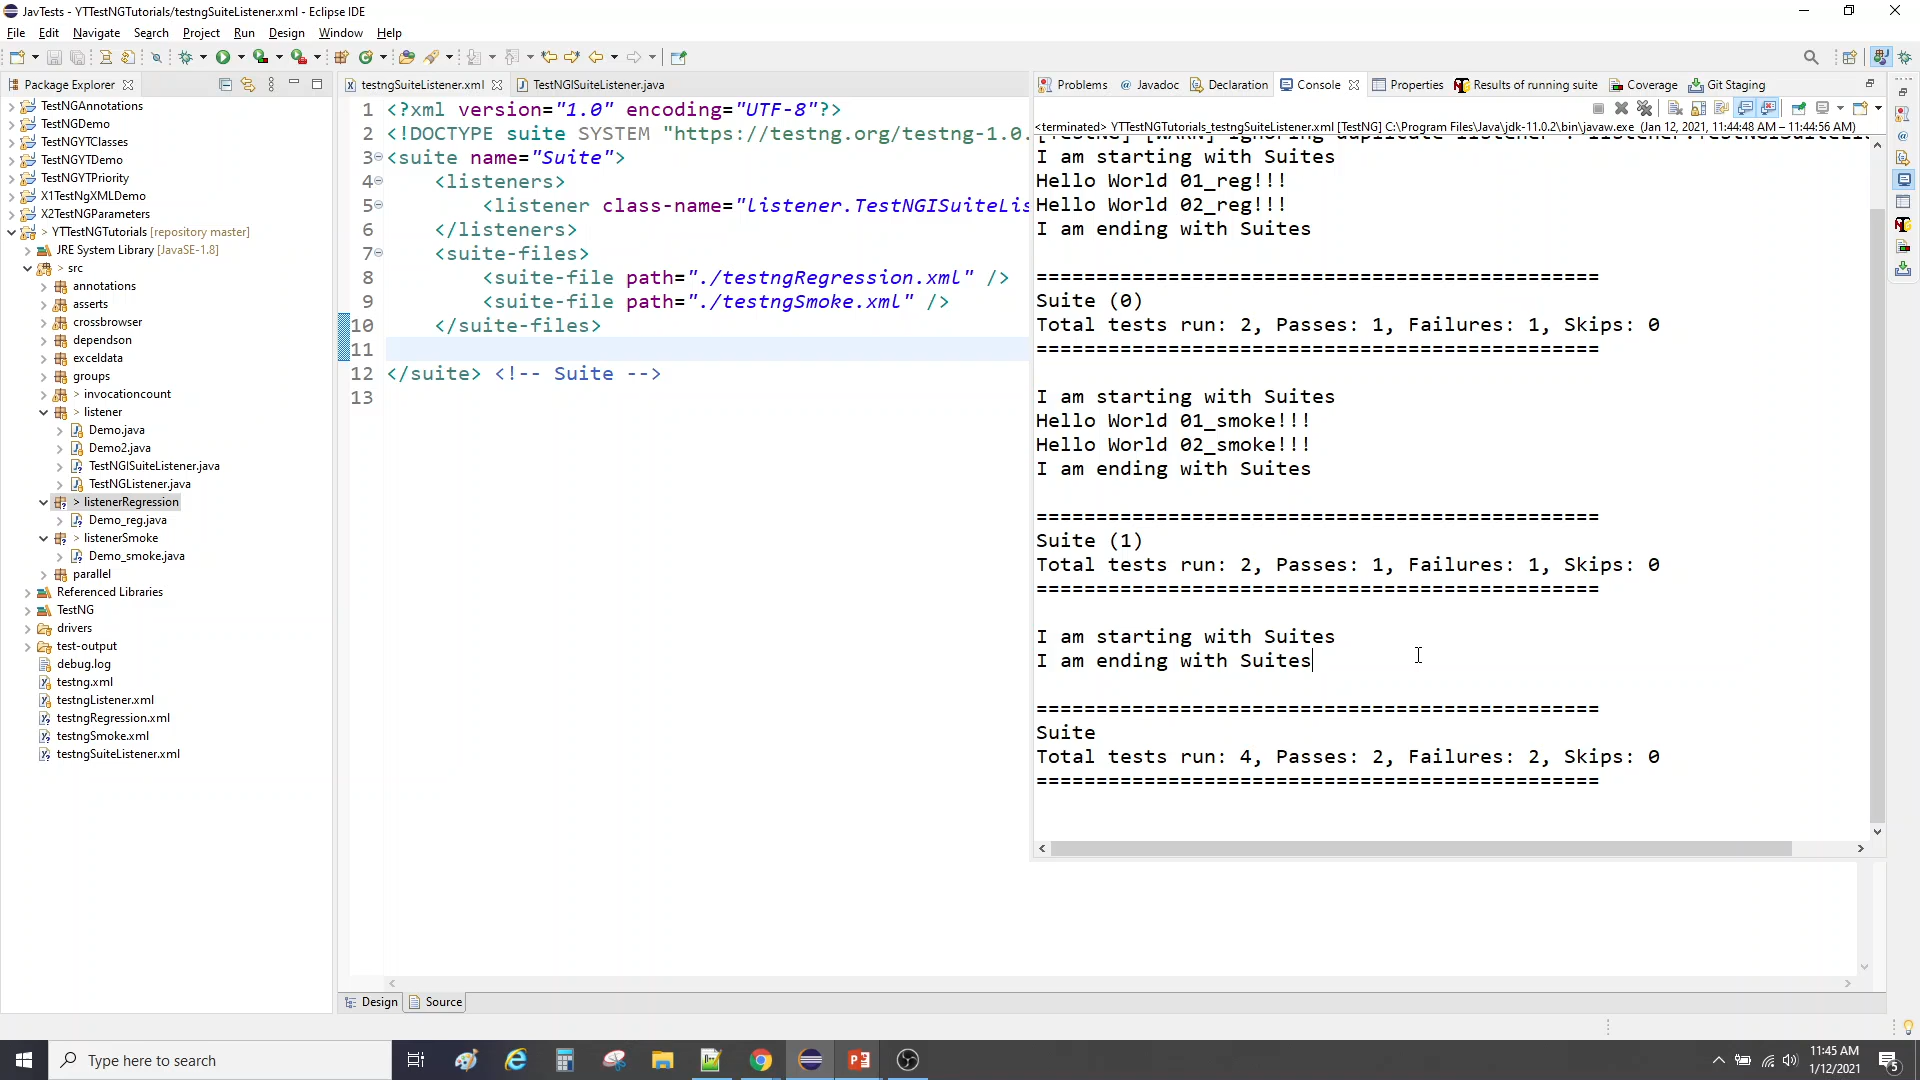 JavTests - YTTestNGTutorials/testngSuiteListener.xml - Eclipse IDE
File Edit Navigate Search Project Run Design Window Help
Package Explorer
TestNGAnnotations
TestNGDemo
TestNGYTClasses
TestNGYTDemo
TestNGYTPriority
X1TestNgXMLDemo
X2TestNGParameters
> YTTestNGTutorials [repository master]
JRE System Library [JavaSE-1.8]
> src
annotations
asserts
crossbrowser
dependson
exceldata
groups
> invocationcount
> listener
Demo.java
Demo2.java
TestNGISuiteListener.java
TestNGListener.java
> listenerRegression
Demo_reg.java
> listenerSmoke
Demo_smoke.java
parallel
Referenced Libraries
TestNG
drivers
test-output
debug.log
testng.xml
testngListener.xml
testngRegression.xml
testngSmoke.xml
testngSuiteListener.xml
testngSuiteListener.xml TestNGISuiteListener.java
1 <?xml version="1.0" encoding="UTF-8"?>
2 <!DOCTYPE suite SYSTEM "https://testng.org/testng-1.0.
3 <suite name="Suite">
4 <listeners>
5 <listener class-name="listener.TestNGISuiteLis
6 </listeners>
7 <suite-files>
8 <suite-file path="./testngRegression.xml" />
9 <suite-file path="./testngSmoke.xml" />
10 </suite-files>
11
12 </suite> <!-- Suite -->
13
Design Source
Problems Javadoc Declaration Console Properties Results of running suite Coverage Git Staging
<terminated> YTTestNGTutorials_testngSuiteListener.xml [TestNG] C:\Program Files\Java\jdk-11.0.2\bin\javaw.exe (Jan 12, 2021, 11:44:48 AM – 11:44:56 AM)
I am starting with Suites
Hello World 01_reg!!!
Hello World 02_reg!!!
I am ending with Suites
===============================================
Suite (0)
Total tests run: 2, Passes: 1, Failures: 1, Skips: 0
===============================================
I am starting with Suites
Hello World 01_smoke!!!
Hello World 02_smoke!!!
I am ending with Suites
===============================================
Suite (1)
Total tests run: 2, Passes: 1, Failures: 1, Skips: 0
===============================================
I am starting with Suites
I am ending with Suites
===============================================
Suite
Total tests run: 4, Passes: 2, Failures: 2, Skips: 0
===============================================
Type here to search
11:45 AM
1/12/2021
5